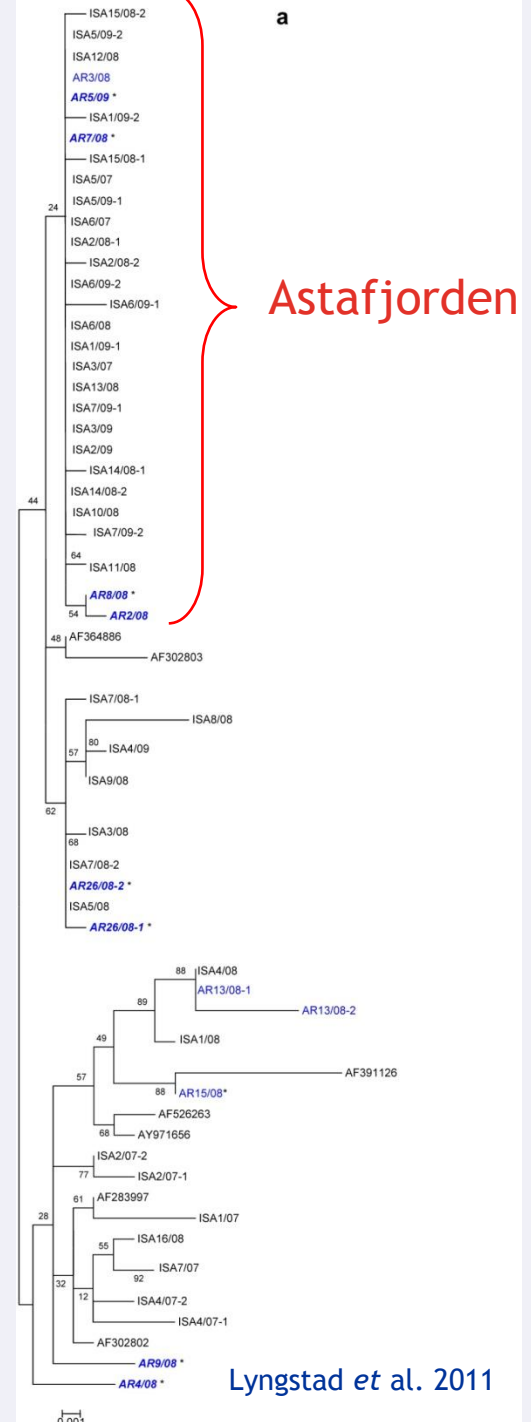 a
ISA15/08-2
ISA5/09-2
ISA12/08
AR3/08
AR5/09 *
ISA1/09-2
AR7/08 *
ISA15/08-1
ISA5/07
24
ISA5/09-1
ISA6/07
ISA2/08-1
ISA2/08-2
ISA6/09-2
ISA6/09-1
Astafjorden
ISA6/08
ISA1/09-1
ISA3/07
ISA13/08
ISA7/09-1
ISA3/09
ISA2/09
ISA14/08-1
ISA14/08-2
44
ISA10/08
ISA7/09-2
64
ISA11/08
AR8/08 *
54
AR2/08
48
AF364886
AF302803
ISA7/08-1
ISA8/08
80
57
ISA4/09
ISA9/08
62
ISA3/08
68
ISA7/08-2
AR26/08-2 *
ISA5/08
AR26/08-1 *
88
ISA4/08
AR13/08-1
89
AR13/08-2
49
ISA1/08
57
AF391126
88
AR15/08*
AF526263
68
AY971656
ISA2/07-2
77
ISA2/07-1
61
AF283997
28
ISA1/07
ISA16/08
55
ISA7/07
92
32
12
ISA4/07-2
ISA4/07-1
AF302802
AR9/08 *
AR4/08 *
Lyngstad et al. 2011
0.001